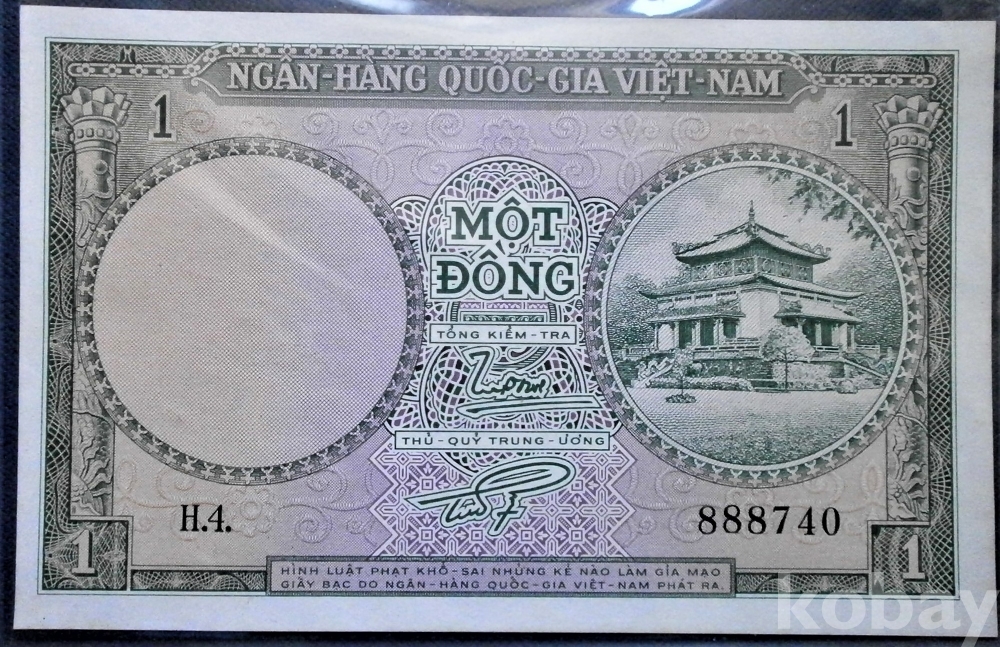 NGÂN-HÀNG QUỐC-GIA VIỆT-NAM
1 1
MỘT
ĐỒNG
TỔNG KIỂM-TRA
THỦ-QUỸ TRUNG-ƯƠNG
H.4. 888740
1 1
HÌNH LUẬT PHẠT KHỔ-SAI NHỮNG KẺ NÀO LÀM GIẢ MẠO
GIẤY BẠC DO NGÂN-HÀNG QUỐC-GIA VIỆT-NAM PHÁT RA.
kobay